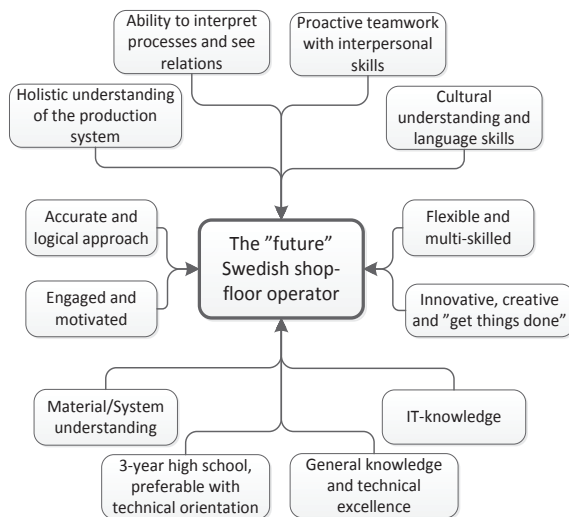 Ability to interpret
processes and see
relations
Proactive teamwork
with interpersonal
skills
Holistic understanding
of the production
system
Cultural
understanding and
language skills
Accurate and
logical approach
The ”future”
Swedish shop-
floor operator
Flexible and
multi-skilled
Engaged and
motivated
Innovative, creative
and ”get things done”
Material/System
understanding
IT-knowledge
3-year high school,
preferable with
technical orientation
General knowledge
and technical
excellence